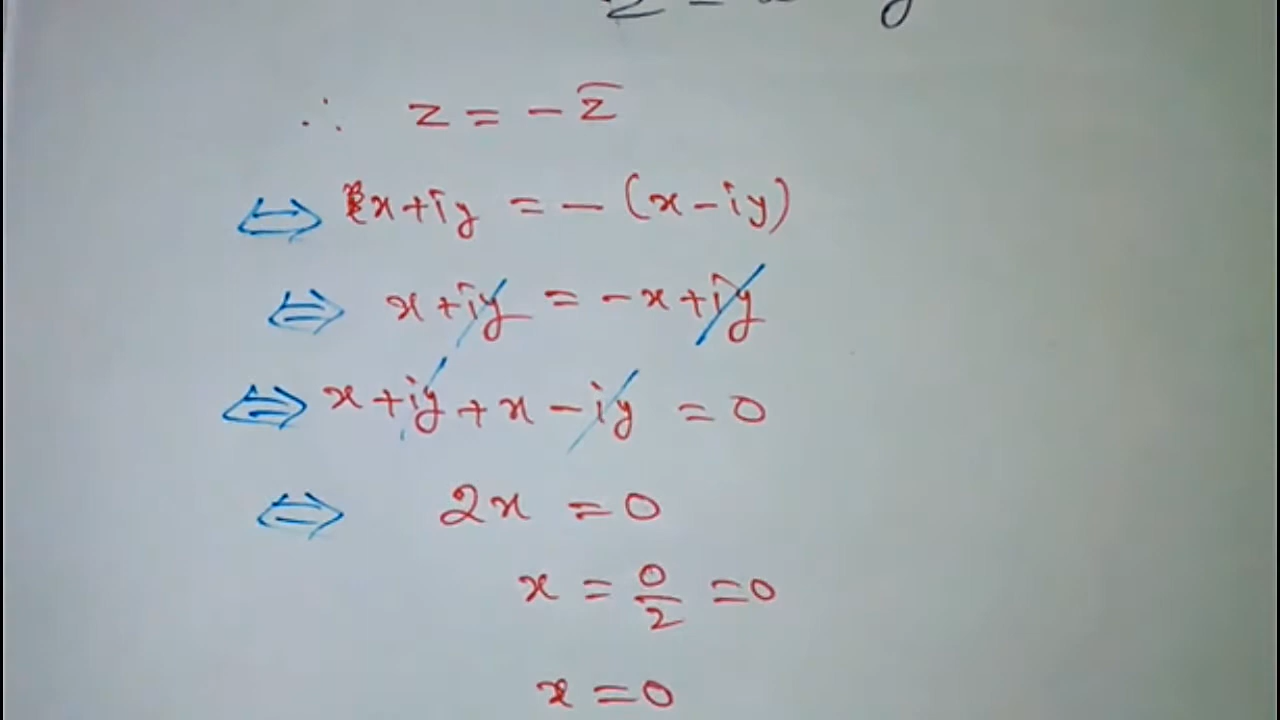 ∴ z = - z̅
⇔ x+iy = - (x-iy)
⇔ x+iy = -x+iy
⇔ x+iy+x-iy = 0
⇔ 2x = 0
x = 0/2 = 0
x = 0